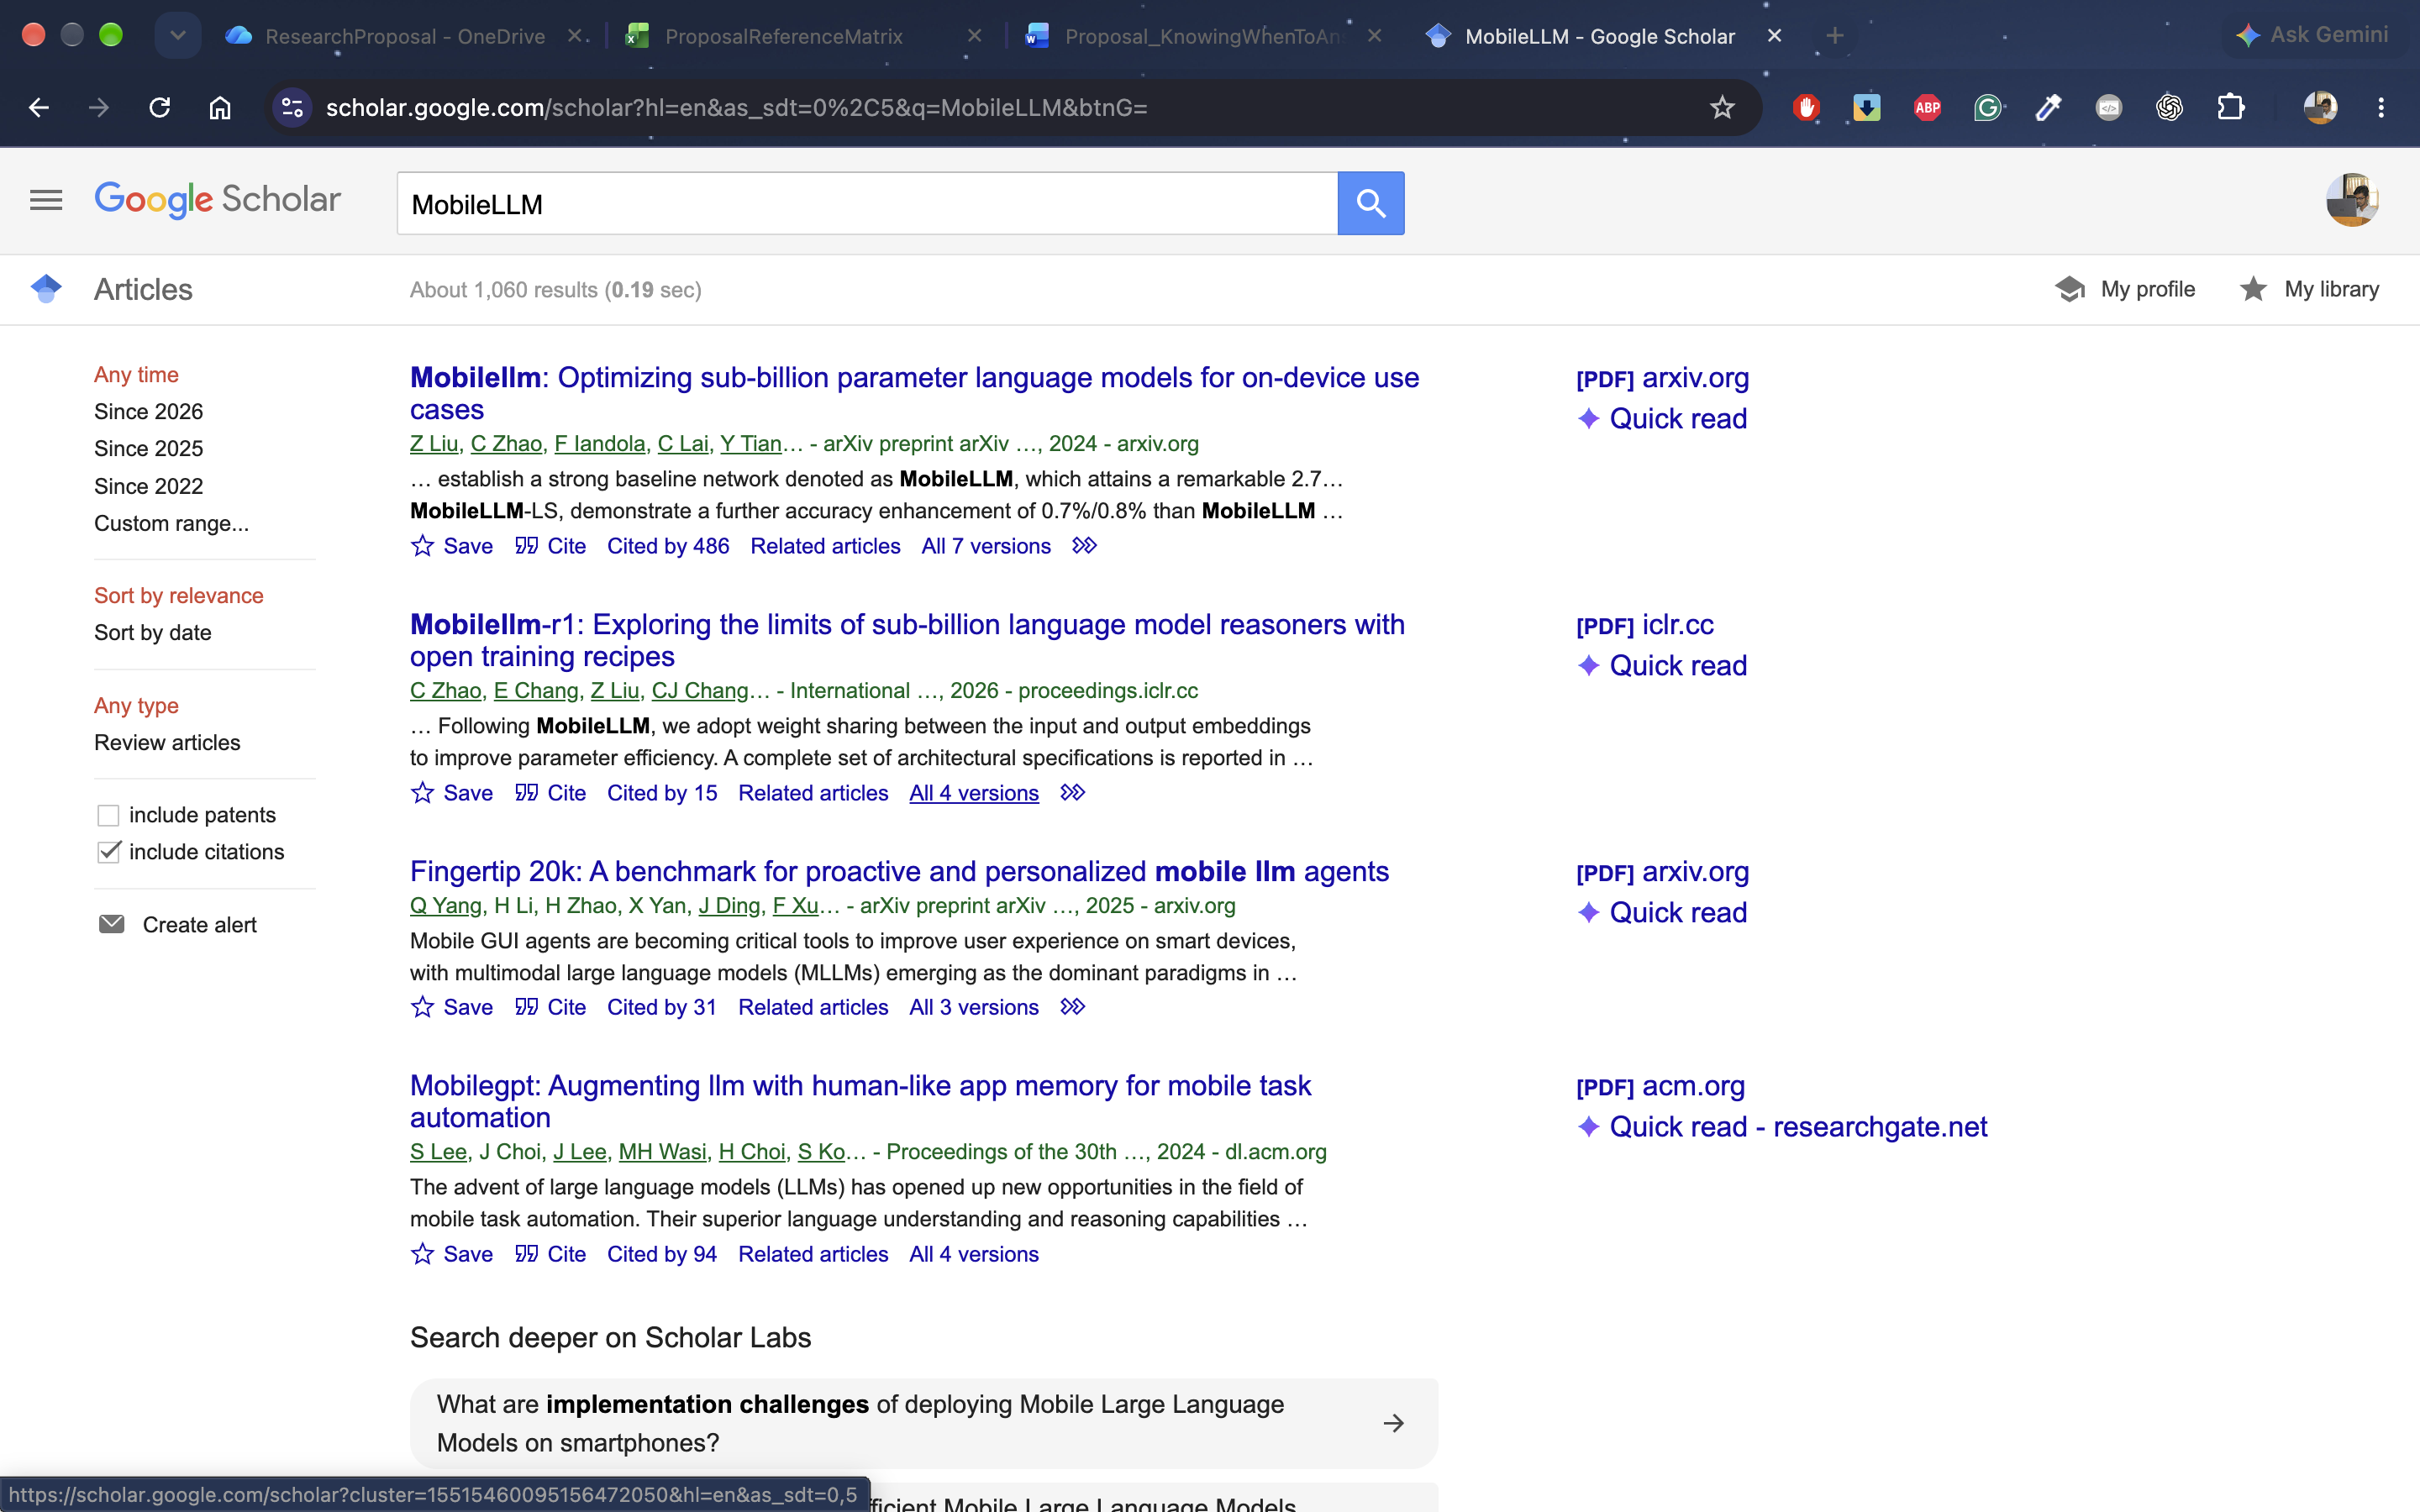 ResearchProposal - OneDrive
ProposalReferenceMatrix
Proposal_KnowingWhenToAn
MobileLLM - Google Scholar
Ask Gemini
scholar.google.com/scholar?hl=en&as_sdt=0%2C5&q=MobileLLM&btnG=
ABP
Google Scholar
MobileLLM
Articles
About 1,060 results (0.19 sec)
My profile
My library
Any time
Since 2026
Since 2025
Since 2022
Custom range...
Sort by relevance
Sort by date
Any type
Review articles
include patents
include citations
Create alert
Mobilellm: Optimizing sub-billion parameter language models for on-device use
cases
Z Liu, C Zhao, F Iandola, C Lai, Y Tian… - arXiv preprint arXiv …, 2024 - arxiv.org
… establish a strong baseline network denoted as MobileLLM, which attains a remarkable 2.7…
MobileLLM-LS, demonstrate a further accuracy enhancement of 0.7%/0.8% than MobileLLM …
Save Cite Cited by 486 Related articles All 7 versions
[PDF] arxiv.org
Quick read
Mobilellm-r1: Exploring the limits of sub-billion language model reasoners with
open training recipes
C Zhao, E Chang, Z Liu, CJ Chang… - International …, 2026 - proceedings.iclr.cc
… Following MobileLLM, we adopt weight sharing between the input and output embeddings
to improve parameter efficiency. A complete set of architectural specifications is reported in …
Save Cite Cited by 15 Related articles All 4 versions
[PDF] iclr.cc
Quick read
Fingertip 20k: A benchmark for proactive and personalized mobile llm agents
Q Yang, H Li, H Zhao, X Yan, J Ding, F Xu… - arXiv preprint arXiv …, 2025 - arxiv.org
Mobile GUI agents are becoming critical tools to improve user experience on smart devices,
with multimodal large language models (MLLMs) emerging as the dominant paradigms in …
Save Cite Cited by 31 Related articles All 3 versions
[PDF] arxiv.org
Quick read
Mobilegpt: Augmenting llm with human-like app memory for mobile task
automation
S Lee, J Choi, J Lee, MH Wasi, H Choi, S Ko… - Proceedings of the 30th …, 2024 - dl.acm.org
The advent of large language models (LLMs) has opened up new opportunities in the field of
mobile task automation. Their superior language understanding and reasoning capabilities …
Save Cite Cited by 94 Related articles All 4 versions
[PDF] acm.org
Quick read - researchgate.net
Search deeper on Scholar Labs
What are implementation challenges of deploying Mobile Large Language
Models on smartphones?
Mobile Large Language Models
https://scholar.google.com/scholar?cluster=15515460095156472050&hl=en&as_sdt=0,5